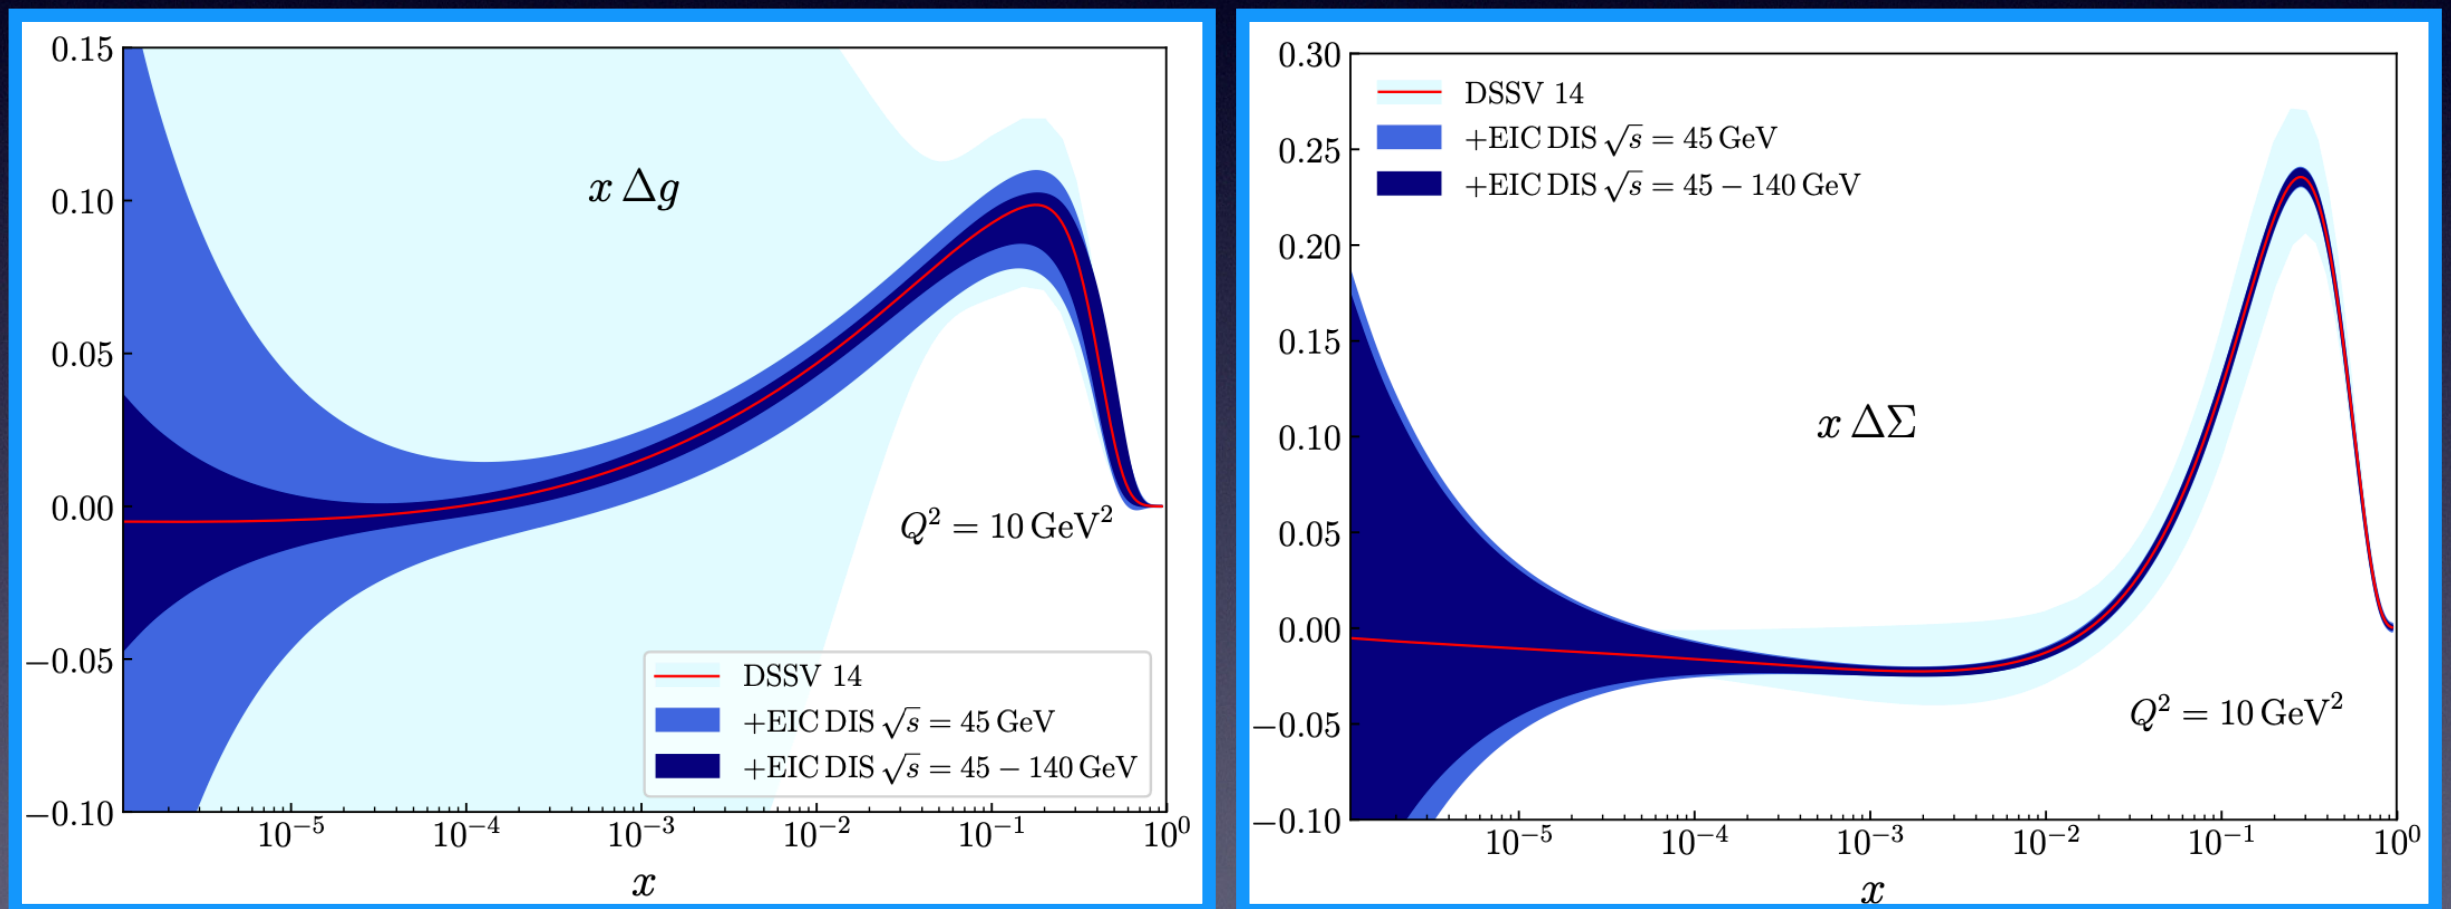 0.15
0.10
0.05
0.00
−0.05
−0.10
x Δg
Q² = 10 GeV²
DSSV 14
+EIC DIS √s = 45 GeV
+EIC DIS √s = 45 − 140 GeV
10⁻⁵ 10⁻⁴ 10⁻³ 10⁻² 10⁻¹ 10⁰
x
0.30
0.25
0.20
0.15
0.10
0.05
0.00
−0.05
−0.10
DSSV 14
+EIC DIS √s = 45 GeV
+EIC DIS √s = 45 − 140 GeV
x ΔΣ
Q² = 10 GeV²
10⁻⁵ 10⁻⁴ 10⁻³ 10⁻² 10⁻¹ 10⁰
x